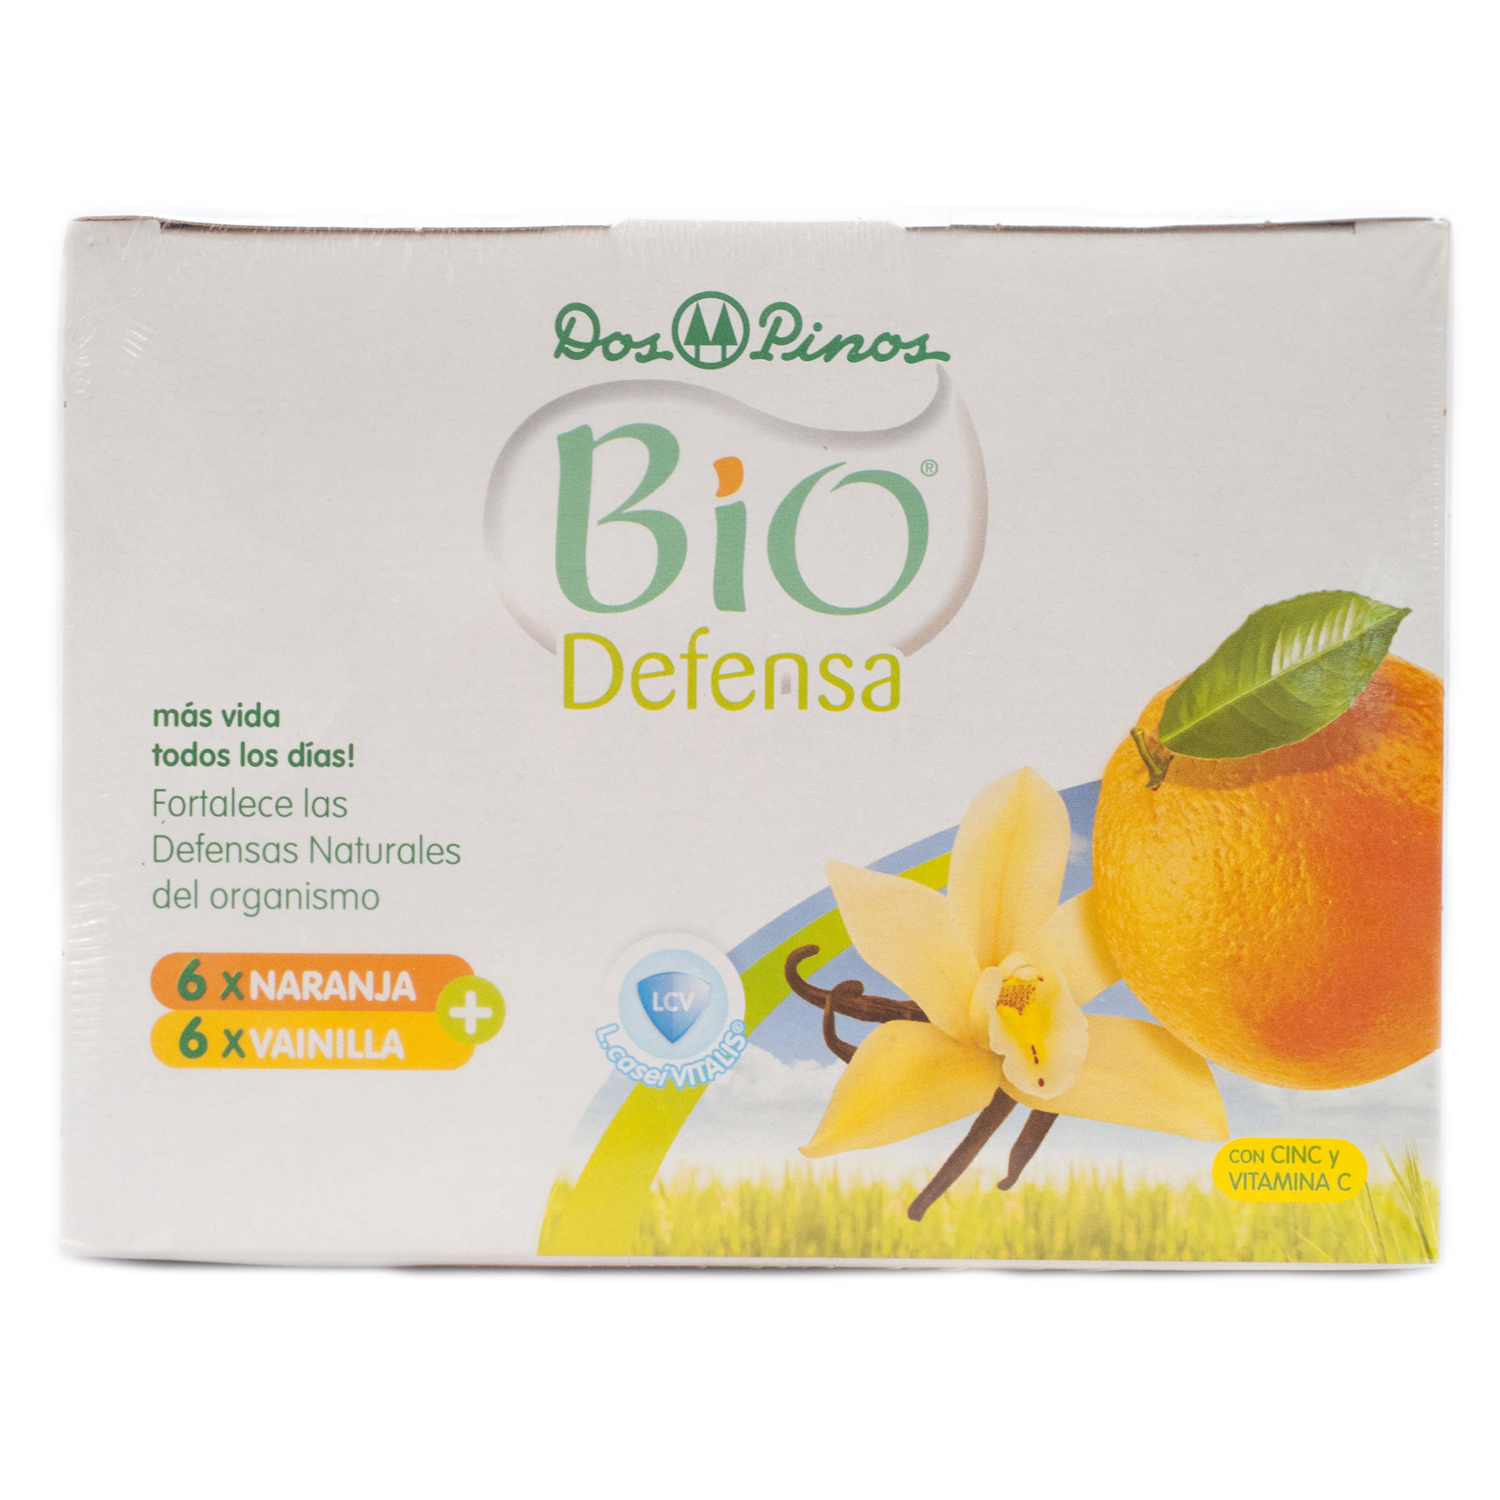 Dos Pinos
Bio®
Defensa
más vida
todos los días!
Fortalece las
Defensas Naturales
del organismo
6 x NARANJA
+
6 x VAINILLA
LCV
L.casei VITALIS®
CON CINC y
VITAMINA C